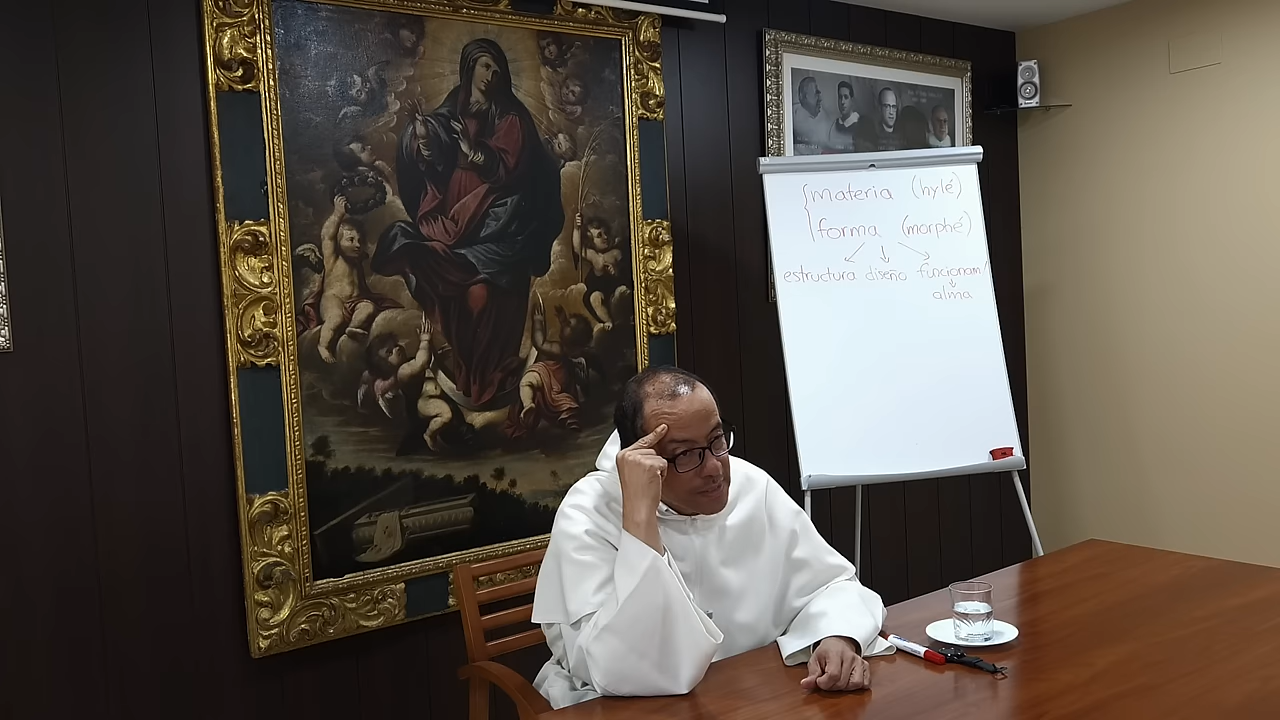 materia (hylé)
forma (morphé)
estructura diseño funcionam/
alma